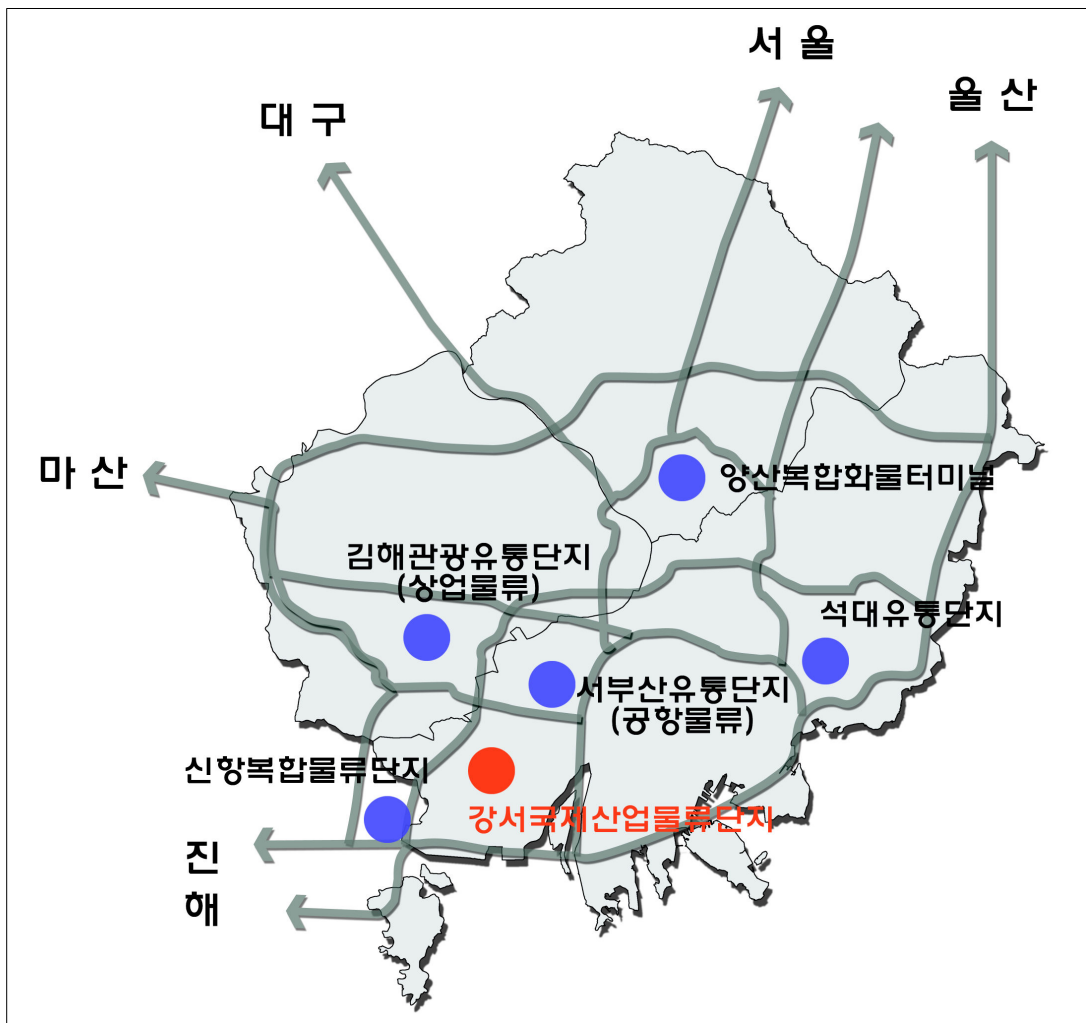 서 울
울 산
대 구
마 산
양산복합화물터미널
김해관광유통단지
(상업물류)
석대유통단지
서부산유통단지
(공항물류)
신항복합물류단지
강서국제산업물류단지
진
해